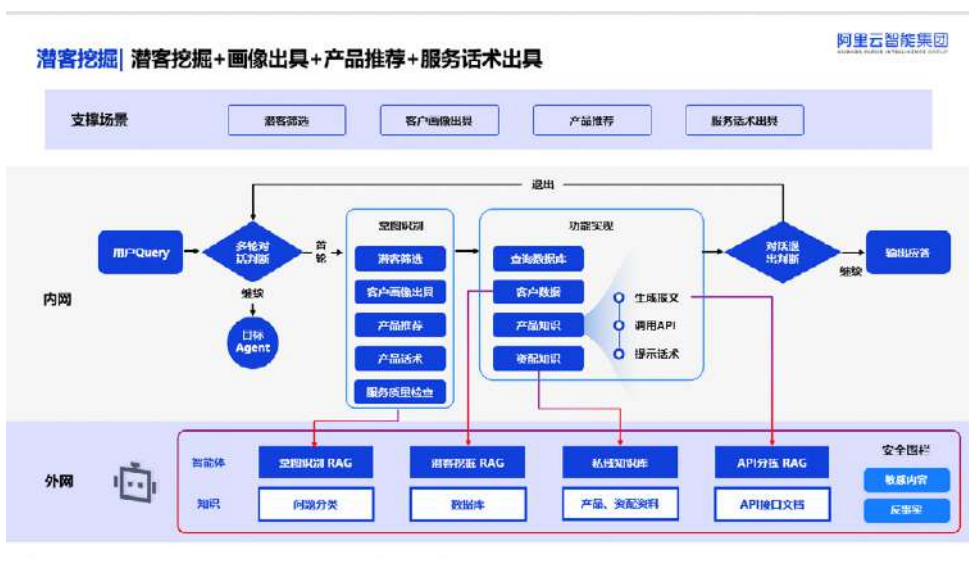 潜客挖掘| 潜客挖掘+画像出具+产品推荐+服务话术出具
阿里云智能集团
支撑场景
潜客筛选
客户画像出具
产品推荐
服务话术出具
退出
内网
用户Query
多轮对
话判断
首
轮
继续
目标
Agent
意图识别
潜客筛选
客户画像出具
产品推荐
产品话术
服务质量检查
功能实现
查询数据库
客户数据
产品知识
资配知识
生成报文
调用API
提示话术
对话退
出判断
继续
输出应答
外网
智能体
意图识别 RAG
潜客挖掘 RAG
私域知识库
API分拣 RAG
知识
问题分类
数据库
产品、资配资料
API接口文档
安全围栏
敏感内容
反事实